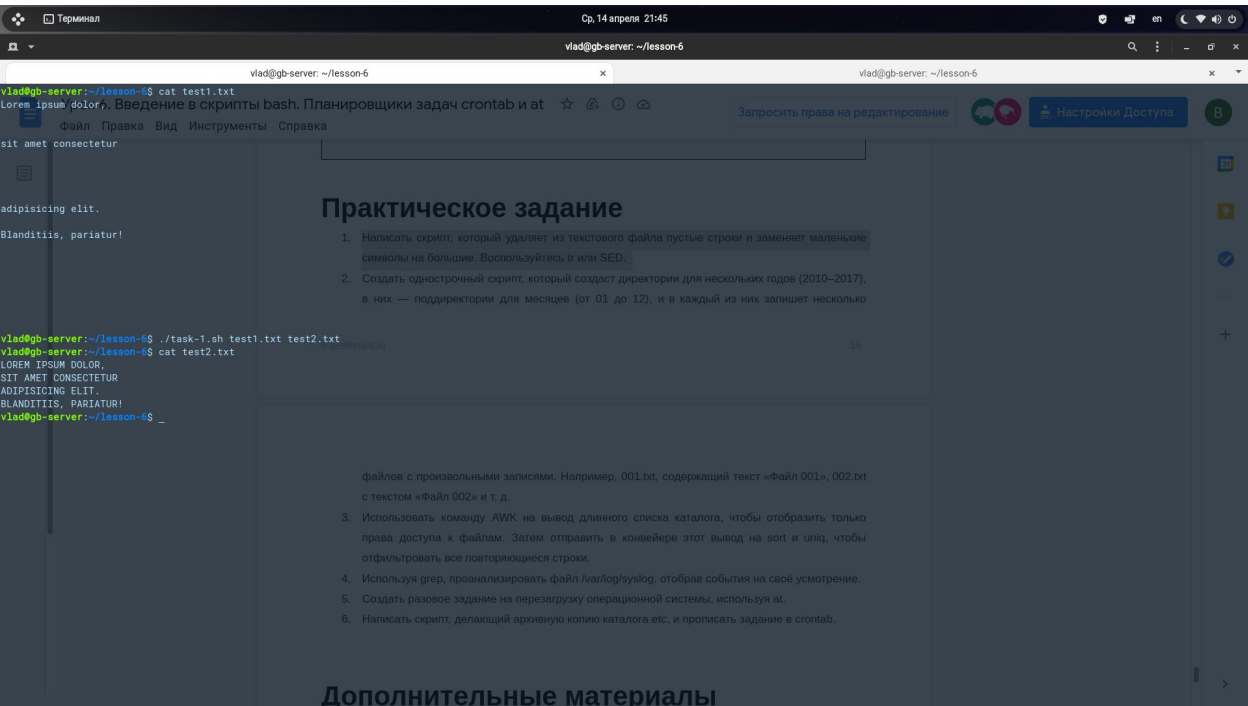 Терминал
Ср, 14 апреля 21:45
en
vlad@gb-server: ~/lesson-6
vlad@gb-server: ~/lesson-6
vlad@gb-server: ~/lesson-6
vlad@gb-server:~/lesson-6$ cat test1.txt
Lorem ipsum dolor,
sit amet consectetur
adipisicing elit.
Blanditiis, pariatur!
vlad@gb-server:~/lesson-6$ ./task-1.sh test1.txt test2.txt
vlad@gb-server:~/lesson-6$ cat test2.txt
LOREM IPSUM DOLOR,
SIT AMET CONSECTETUR
ADIPISICING ELIT.
BLANDITIIS, PARIATUR!
vlad@gb-server:~/lesson-6$ _
6. Введение в скрипты bash. Планировщики задач crontab и at
Запросить права на редактирование
Настройки Доступа
B
Файл Правка Вид Инструменты Справка
Практическое задание
1. Написать скрипт, который удаляет из текстового файла пустые строки и заменяет маленькие
символы на большие. Воспользуйтесь tr или SED.
2. Создать однострочный скрипт, который создаст директории для нескольких годов (2010–2017),
в них — поддиректории для месяцев (от 01 до 12), и в каждый из них запишет несколько
16
файлов с произвольными записями. Например, 001.txt, содержащий текст «Файл 001», 002.txt
с текстом «Файл 002» и т. д.
3. Использовать команду AWK на вывод длинного списка каталога, чтобы отобразить только
права доступа к файлам. Затем отправить в конвейере этот вывод на sort и uniq, чтобы
отфильтровать все повторяющиеся строки.
4. Используя grep, проанализировать файл /var/log/syslog, отобрав события на своё усмотрение.
5. Создать разовое задание на перезагрузку операционной системы, используя at.
6. Написать скрипт, делающий архивную копию каталога etc, и прописать задание в crontab.
Дополнительные материалы